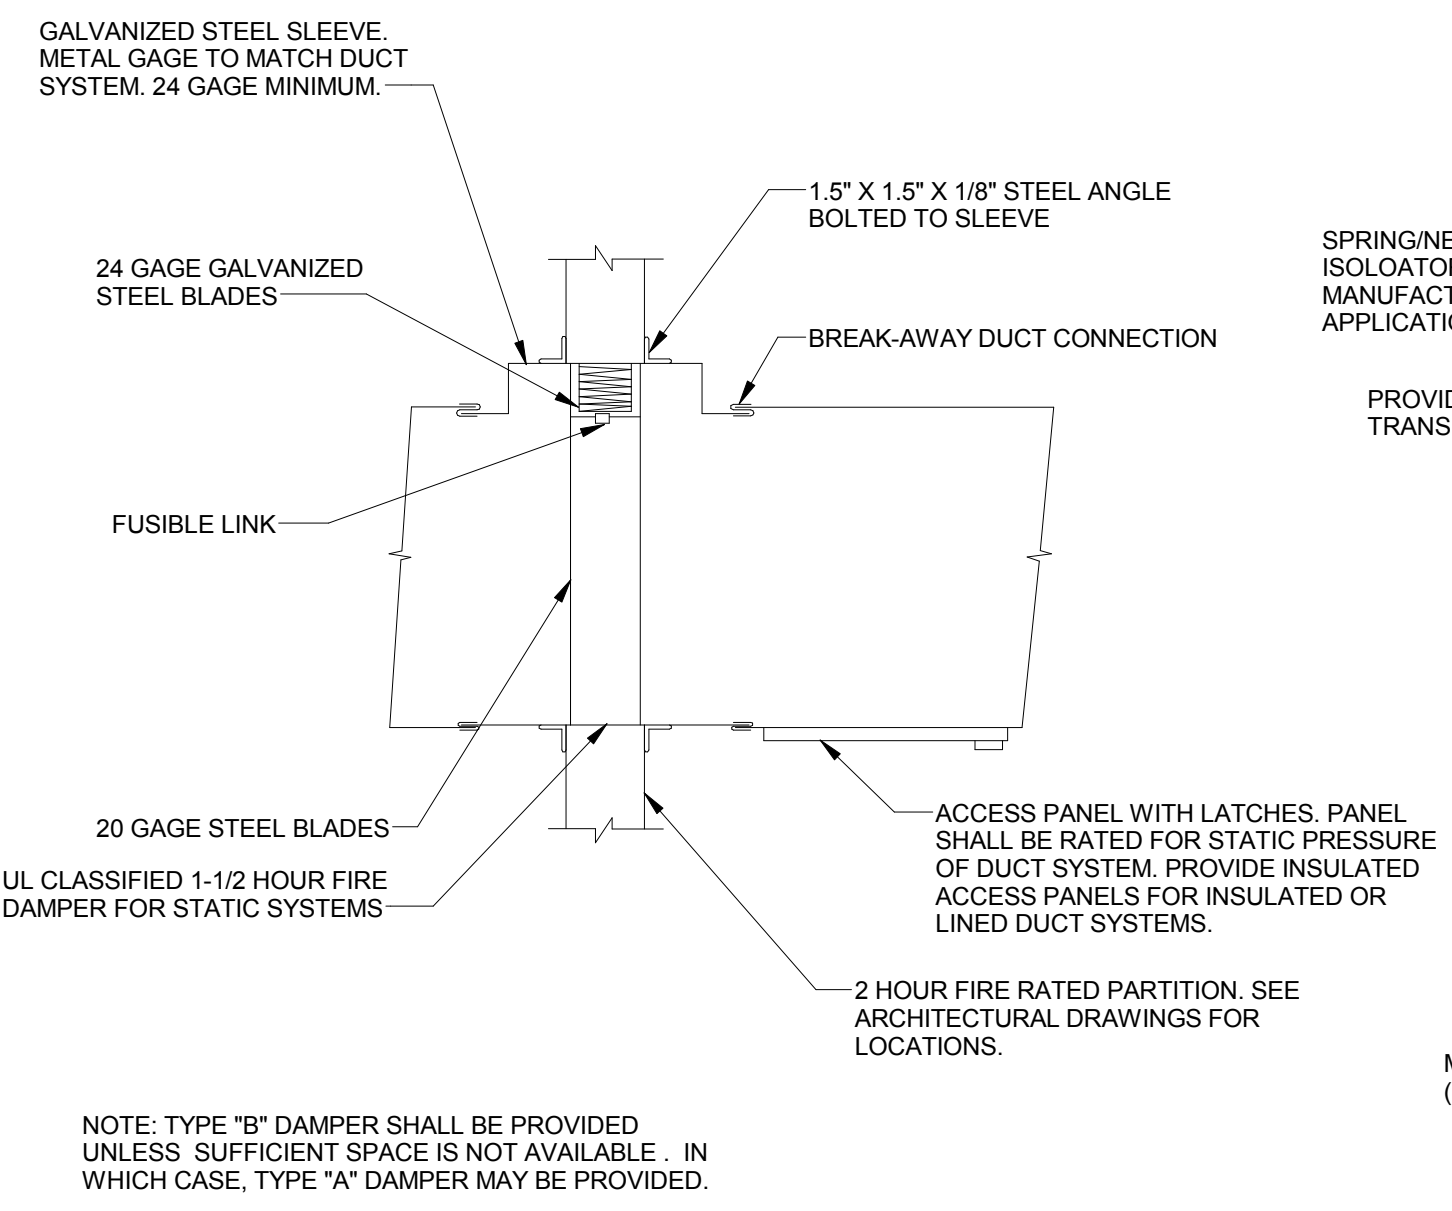 GALVANIZED STEEL SLEEVE.
METAL GAGE TO MATCH DUCT
SYSTEM. 24 GAGE MINIMUM.
1.5" X 1.5" X 1/8" STEEL ANGLE
BOLTED TO SLEEVE
24 GAGE GALVANIZED
STEEL BLADES
BREAK-AWAY DUCT CONNECTION
FUSIBLE LINK
20 GAGE STEEL BLADES
UL CLASSIFIED 1-1/2 HOUR FIRE
DAMPER FOR STATIC SYSTEMS
ACCESS PANEL WITH LATCHES. PANEL
SHALL BE RATED FOR STATIC PRESSURE
OF DUCT SYSTEM. PROVIDE INSULATED
ACCESS PANELS FOR INSULATED OR
LINED DUCT SYSTEMS.
2 HOUR FIRE RATED PARTITION. SEE
ARCHITECTURAL DRAWINGS FOR
LOCATIONS.
NOTE: TYPE "B" DAMPER SHALL BE PROVIDED
UNLESS SUFFICIENT SPACE IS NOT AVAILABLE . IN
WHICH CASE, TYPE "A" DAMPER MAY BE PROVIDED.
SPRING/NE
ISOLOATO
MANUFACT
APPLICATI
PROVI
TRANS